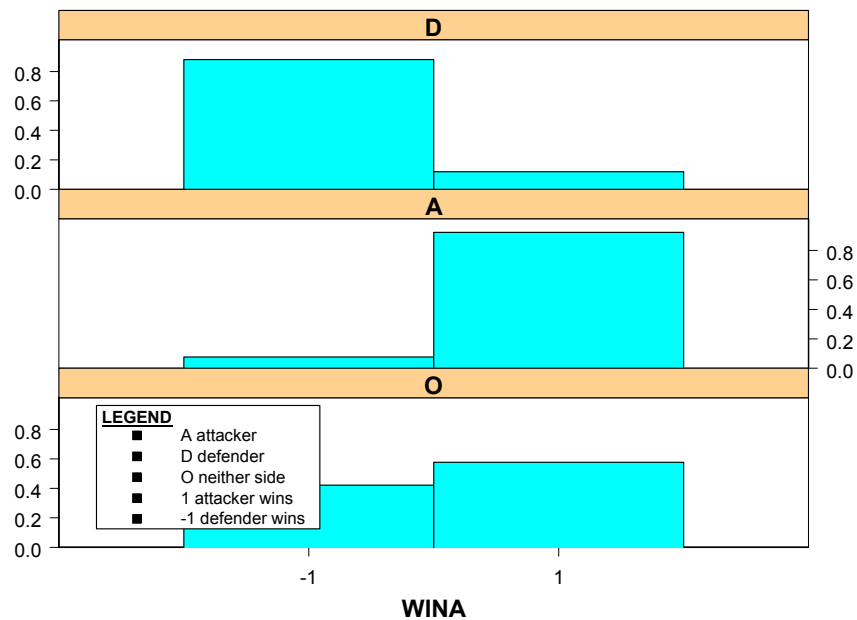 D
0.8
0.6
0.4
0.2
0.0
A
0.8
0.6
0.4
0.2
0.0
O
0.8
0.6
0.4
0.2
0.0
LEGEND
A attacker
D defender
O neither side
1 attacker wins
-1 defender wins
-1 1
WINA